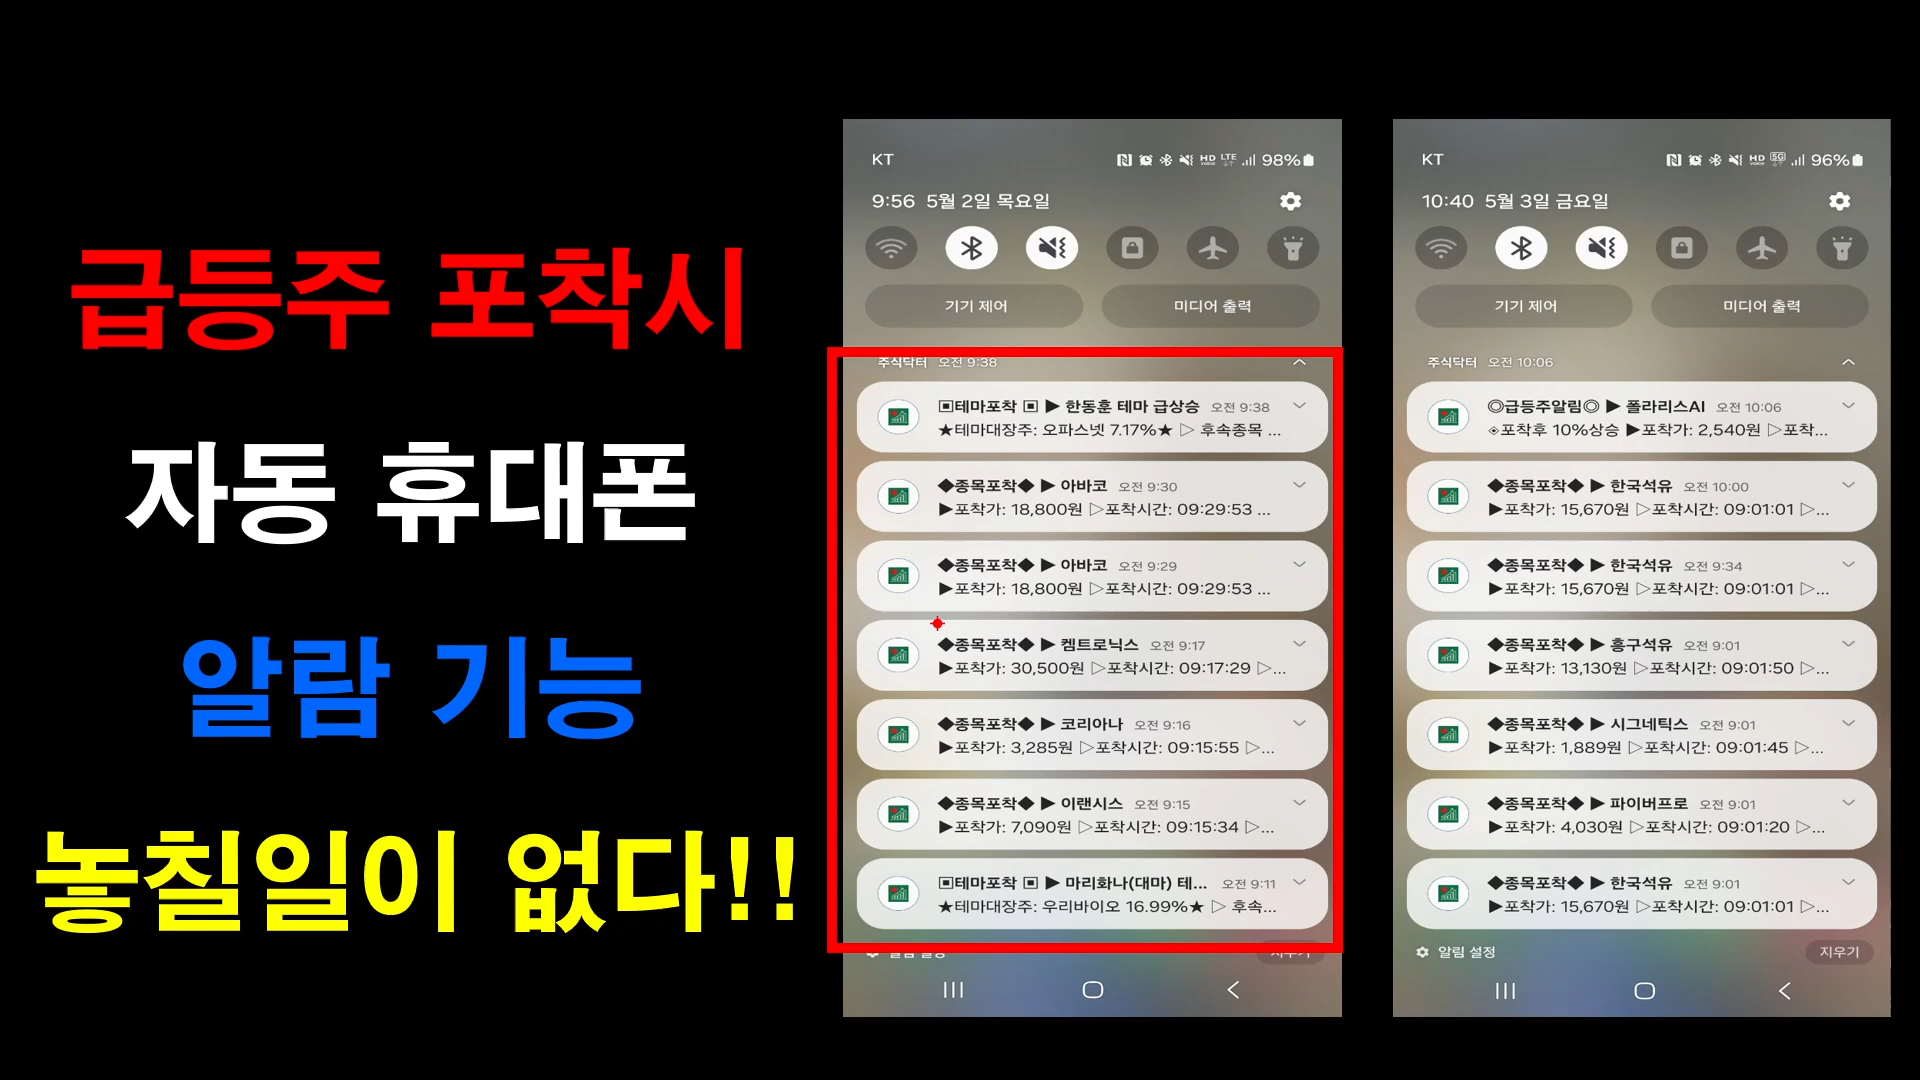 급등주 포착시
자동 휴대폰
알람 기능
놓칠일이 없다!!
KT
HD VOICE LTE 98%
9:56 5월 2일 목요일
기기 제어
미디어 출력
주식닥터 오전 9:38
▣테마포착 ▣ ▶ 한동훈 테마 급상승 오전 9:38
★테마대장주: 오파스넷 7.17%★ ▷ 후속종목 ...
◆종목포착◆ ▶ 아바코 오전 9:30
▶포착가: 18,800원 ▷포착시간: 09:29:53 ...
◆종목포착◆ ▶ 아바코 오전 9:29
▶포착가: 18,800원 ▷포착시간: 09:29:53 ...
◆종목포착◆ ▶ 켐트로닉스 오전 9:17
▶포착가: 30,500원 ▷포착시간: 09:17:29 ▷...
◆종목포착◆ ▶ 코리아나 오전 9:16
▶포착가: 3,285원 ▷포착시간: 09:15:55 ▷...
◆종목포착◆ ▶ 이랜시스 오전 9:15
▶포착가: 7,090원 ▷포착시간: 09:15:34 ▷...
▣테마포착 ▣ ▶ 마리화나(대마) 테... 오전 9:11
★테마대장주: 우리바이오 16.99%★ ▷ 후속...
알림 설정
지우기
KT
HD VOICE 5G 96%
10:40 5월 3일 금요일
기기 제어
미디어 출력
주식닥터 오전 10:06
◎급등주알림◎ ▶ 폴라리스AI 오전 10:06
◈포착후 10%상승 ▶포착가: 2,540원 ▷포착...
◆종목포착◆ ▶ 한국석유 오전 10:00
▶포착가: 15,670원 ▷포착시간: 09:01:01 ▷...
◆종목포착◆ ▶ 한국석유 오전 9:34
▶포착가: 15,670원 ▷포착시간: 09:01:01 ▷...
◆종목포착◆ ▶ 흥구석유 오전 9:01
▶포착가: 13,130원 ▷포착시간: 09:01:50 ▷...
◆종목포착◆ ▶ 시그네틱스 오전 9:01
▶포착가: 1,889원 ▷포착시간: 09:01:45 ▷...
◆종목포착◆ ▶ 파이버프로 오전 9:01
▶포착가: 4,030원 ▷포착시간: 09:01:20 ▷...
◆종목포착◆ ▶ 한국석유 오전 9:01
▶포착가: 15,670원 ▷포착시간: 09:01:01 ▷...
알림 설정
지우기